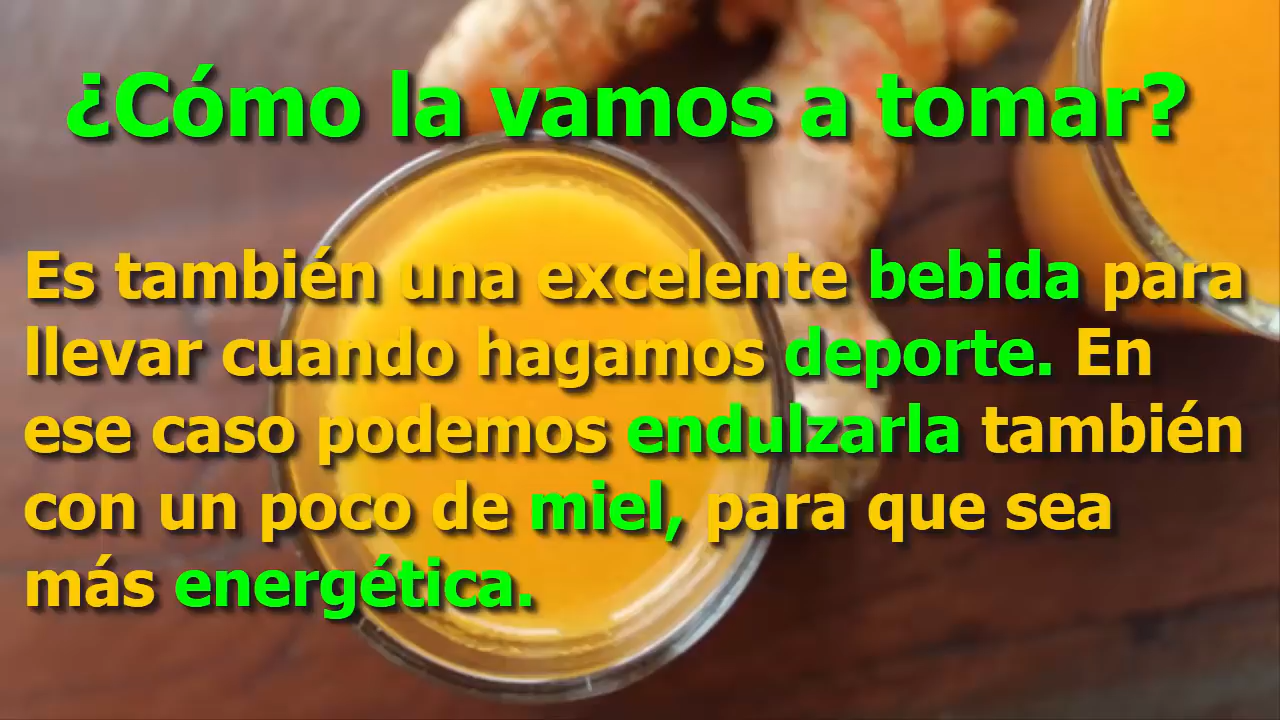 ¿Cómo la vamos a tomar?
Es también una excelente bebida para
llevar cuando hagamos deporte. En
ese caso podemos endulzarla también
con un poco de miel, para que sea
más energética.